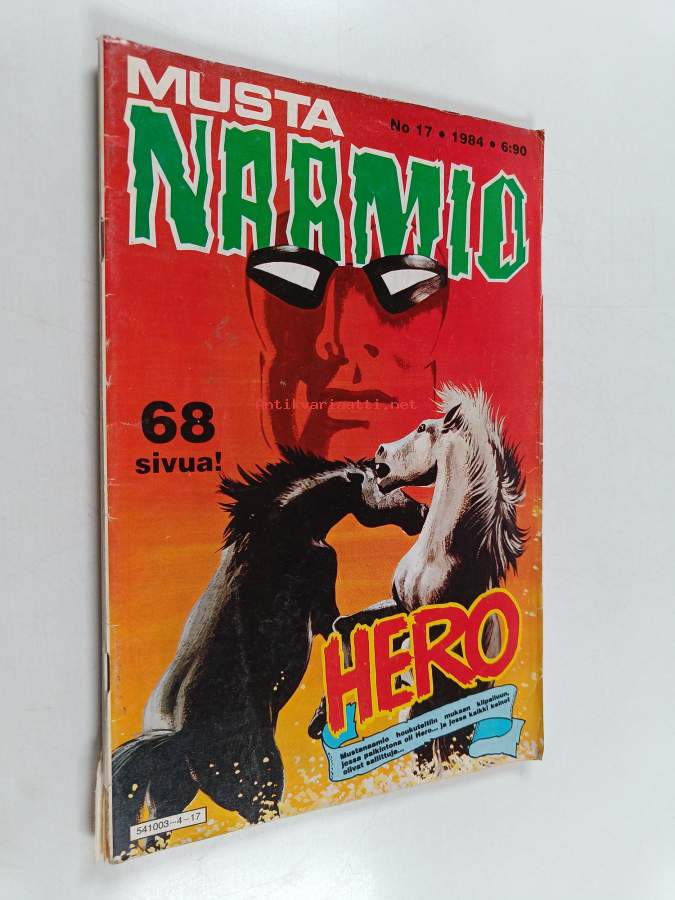 MUSTA
NAAMIO
No 17 • 1984 • 6:90
Antikvariaatti.net
68
sivua!
HERO
Mustanaamio houkuteltiin mukaan kilpailuun,
jossa palkintona oli Hero... ja jossa kaikki keinot
olivat sallittuja...
541003-4-17